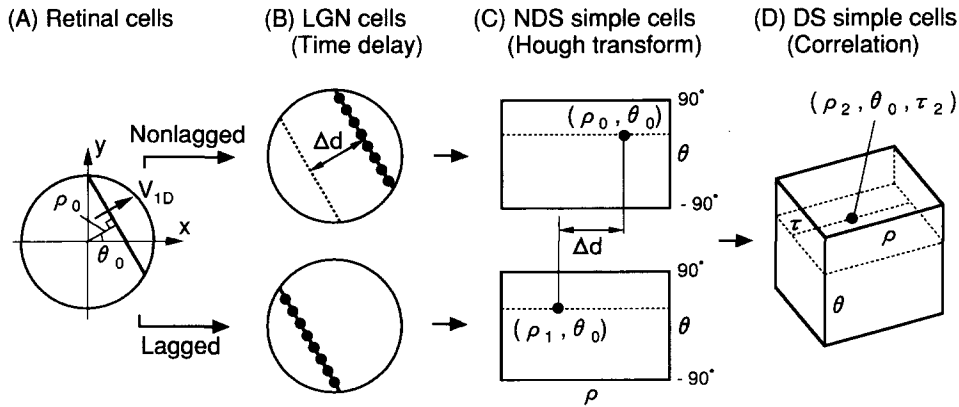 (A) Retinal cells
(B) LGN cells
(Time delay)
(C) NDS simple cells
(Hough transform)
(D) DS simple cells
(Correlation)
Nonlagged
Lagged
y
x
ρ₀
θ₀
V₁D
Δd
90°
(ρ₀, θ₀)
θ
- 90°
Δd
90°
(ρ₁, θ₀)
θ
- 90°
ρ
(ρ₂, θ₀, τ₂)
τ
ρ
θ